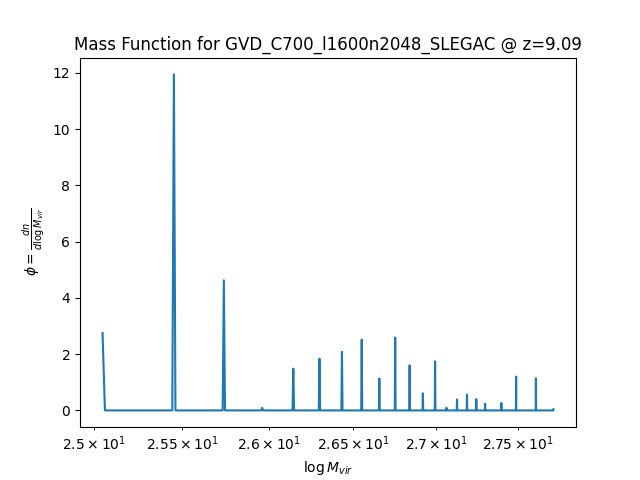 Mass Function for GVD_C700_l1600n2048_SLEGAC @ z=9.09
12
10
8
6
4
2
0
ϕ = dn / dlog M_vir
2.5 × 10^1
2.55 × 10^1
2.6 × 10^1
2.65 × 10^1
2.7 × 10^1
2.75 × 10^1
log M_vir